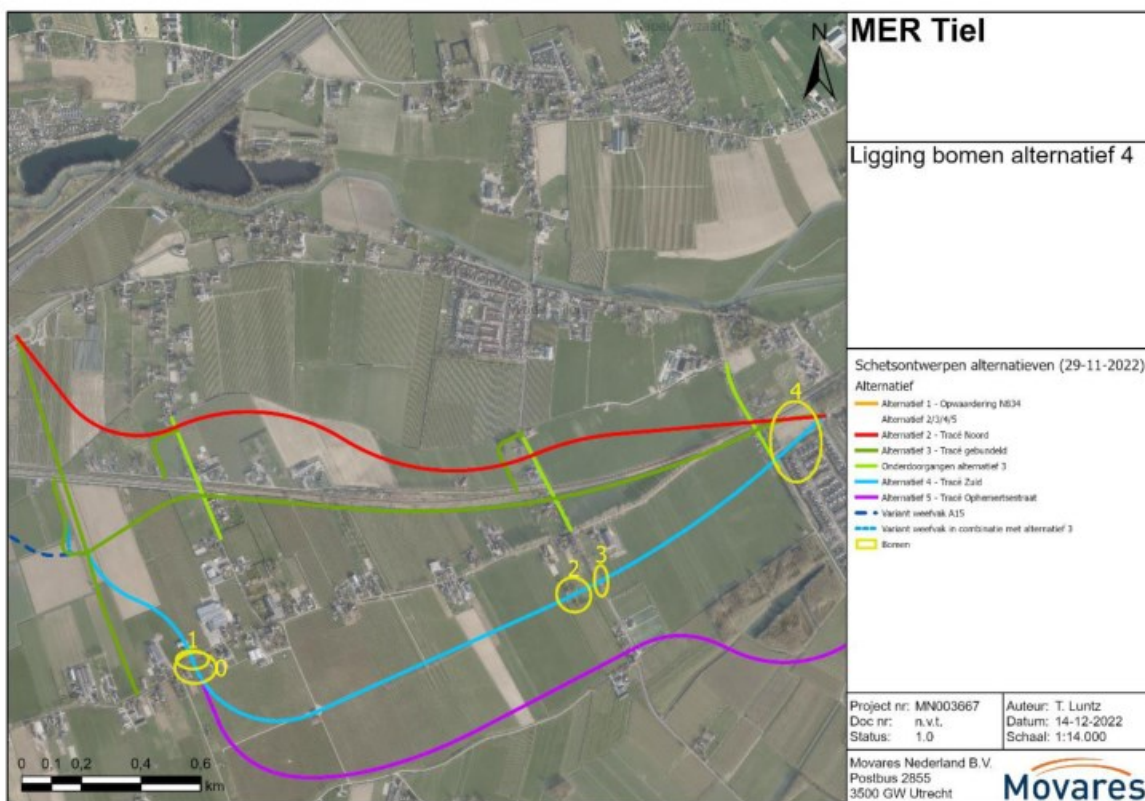 MER Tiel
N
Ligging bomen alternatief 4
4
3
2
1
0
Schetsontwerpen alternatieven (29-11-2022)
Alternatief
Alternatief 1 - Opwaardering N834
Alternatief 2/3/4/5
Alternatief 2 - Tracé Noord
Alternatief 3 - Tracé gebundeld
Onderdoorgangen alternatief 3
Alternatief 4 - Tracé Zuid
Alternatief 5 - Tracé Ophemertsestraat
Variant weefvak A15
Variant weefvak in combinatie met alternatief 3
Bomen
0 0,1 0,2 0,4 0,6
km
Project nr: MN003667
Doc nr: n.v.t.
Status: 1.0
Auteur: T. Luntz
Datum: 14-12-2022
Schaal: 1:14.000
Movares Nederland B.V.
Postbus 2855
3500 GW Utrecht
Movares